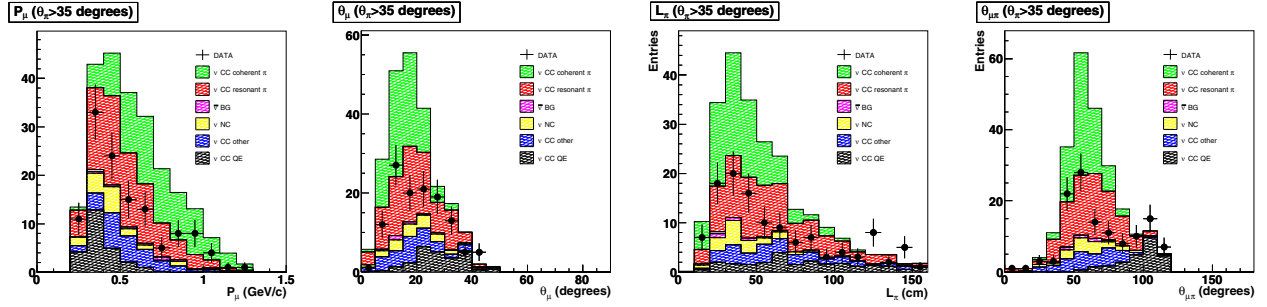 P_μ (θ_π>35 degrees)
40
20
0
0
0.5
1
1.5
P_μ (GeV/c)
DATA
ν CC coherent π
ν CC resonant π
ν̅ BG
ν NC
ν CC other
ν CC QE
θ_μ (θ_π>35 degrees)
60
40
20
0
0
20
40
60
80
θ_μ (degrees)
DATA
ν CC coherent π
ν CC resonant π
ν̅ BG
ν NC
ν CC other
ν CC QE
L_π (θ_π>35 degrees)
Entries
40
20
0
0
50
100
150
L_π (cm)
DATA
ν CC coherent π
ν CC resonant π
ν̅ BG
ν NC
ν CC other
ν CC QE
θ_μπ (θ_π>35 degrees)
Entries
60
40
20
0
0
50
100
150
θ_μπ (degrees)
DATA
ν CC coherent π
ν CC resonant π
ν̅ BG
ν NC
ν CC other
ν CC QE